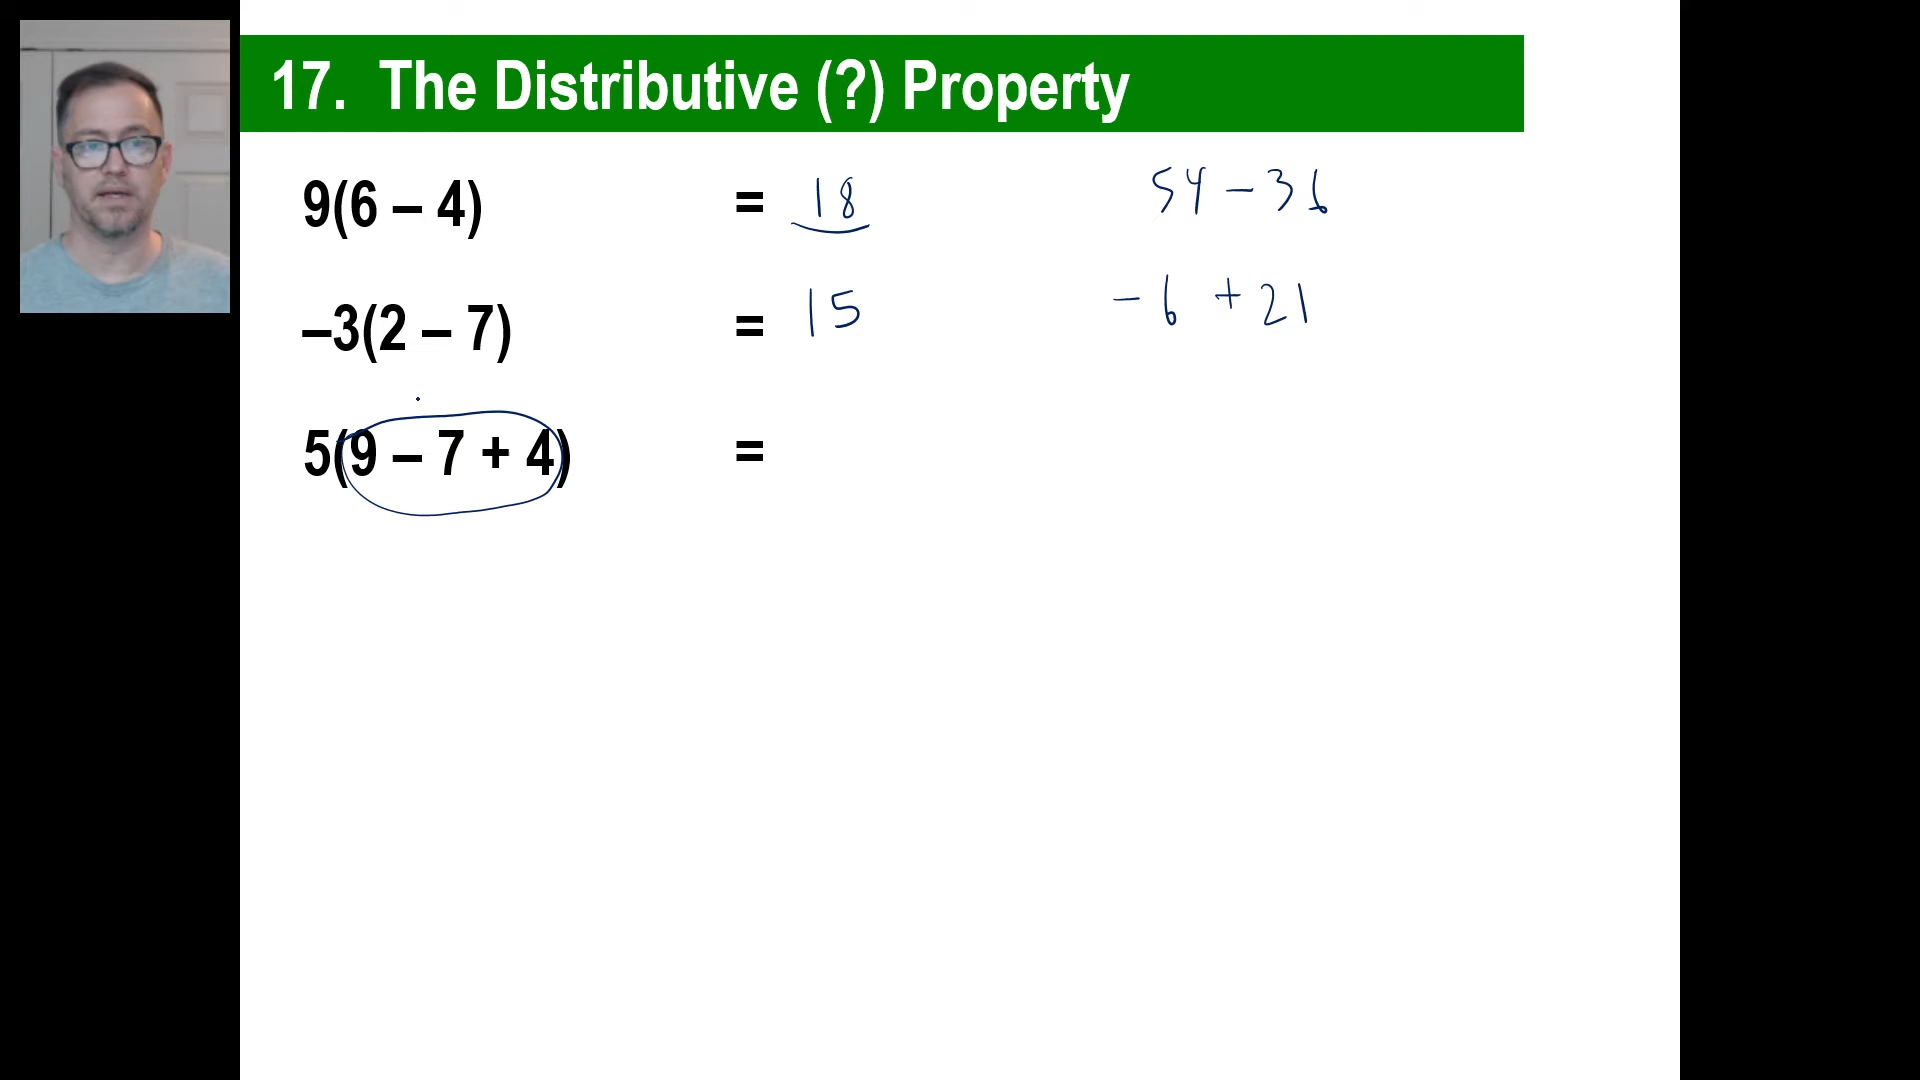 17. The Distributive (?) Property
9(6 – 4) = 18 54 - 36
–3(2 – 7) = 15 - 6 + 21
5(9 – 7 + 4) =